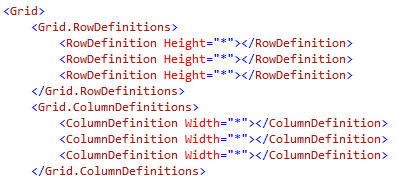 <Grid>
    <Grid.RowDefinitions>
        <RowDefinition Height="*"></RowDefinition>
        <RowDefinition Height="*"></RowDefinition>
        <RowDefinition Height="*"></RowDefinition>
    </Grid.RowDefinitions>
    <Grid.ColumnDefinitions>
        <ColumnDefinition Width="*"></ColumnDefinition>
        <ColumnDefinition Width="*"></ColumnDefinition>
        <ColumnDefinition Width="*"></ColumnDefinition>
    </Grid.ColumnDefinitions>